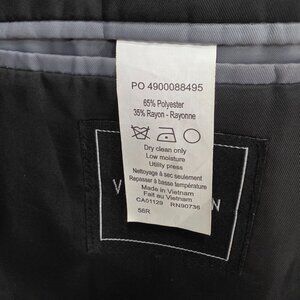 PO 4900088495
65% Polyester
35% Rayon - Rayonne
Dry clean only
Low moisture
Utility press
Nettoyage à sec seulement
Repasser à basse température
Made in Vietnam
Fait au Vietnam
CA01129 RN90736
56R
V N